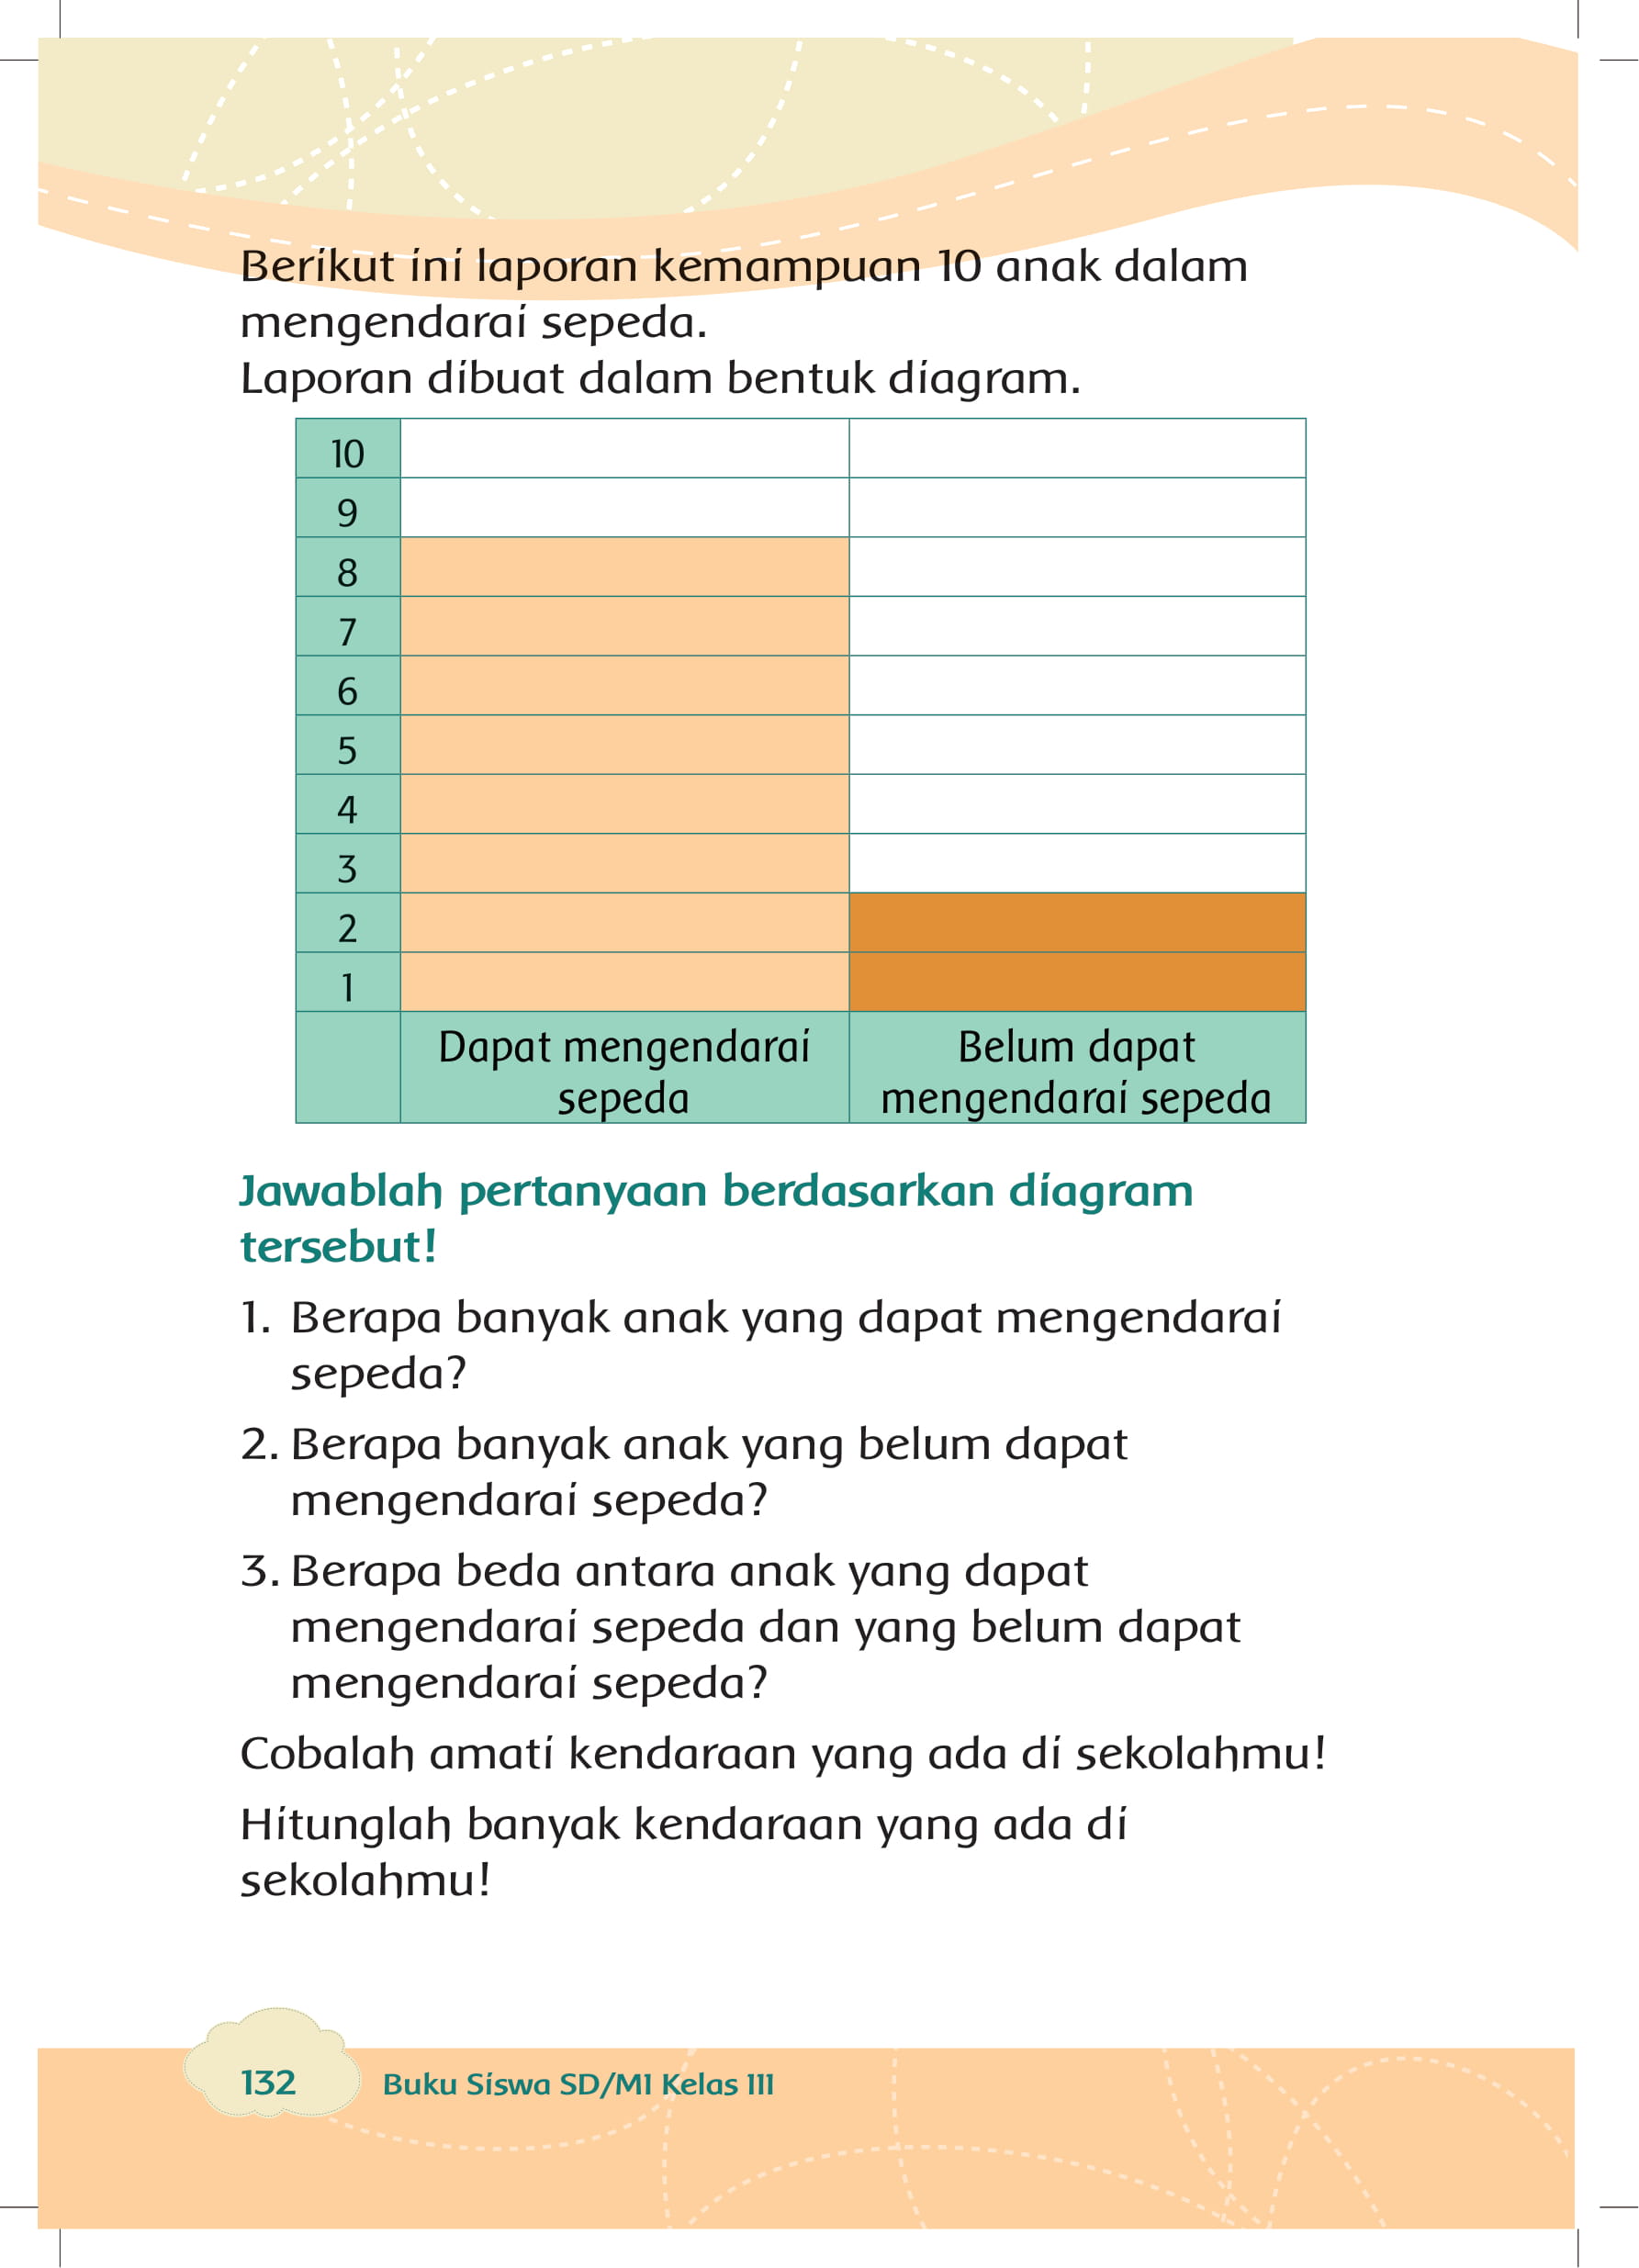 Berikut ini laporan kemampuan 10 anak dalam
mengendarai sepeda.
Laporan dibuat dalam bentuk diagram.
10
9
8
7
6
5
4
3
2
1
Dapat mengendarai
sepeda
Belum dapat
mengendarai sepeda
Jawablah pertanyaan berdasarkan diagram
tersebut!
1. Berapa banyak anak yang dapat mengendarai
sepeda?
2. Berapa banyak anak yang belum dapat
mengendarai sepeda?
3. Berapa beda antara anak yang dapat
mengendarai sepeda dan yang belum dapat
mengendarai sepeda?
Cobalah amati kendaraan yang ada di sekolahmu!
Hitunglah banyak kendaraan yang ada di
sekolahmu!
132
Buku Siswa SD/MI Kelas III